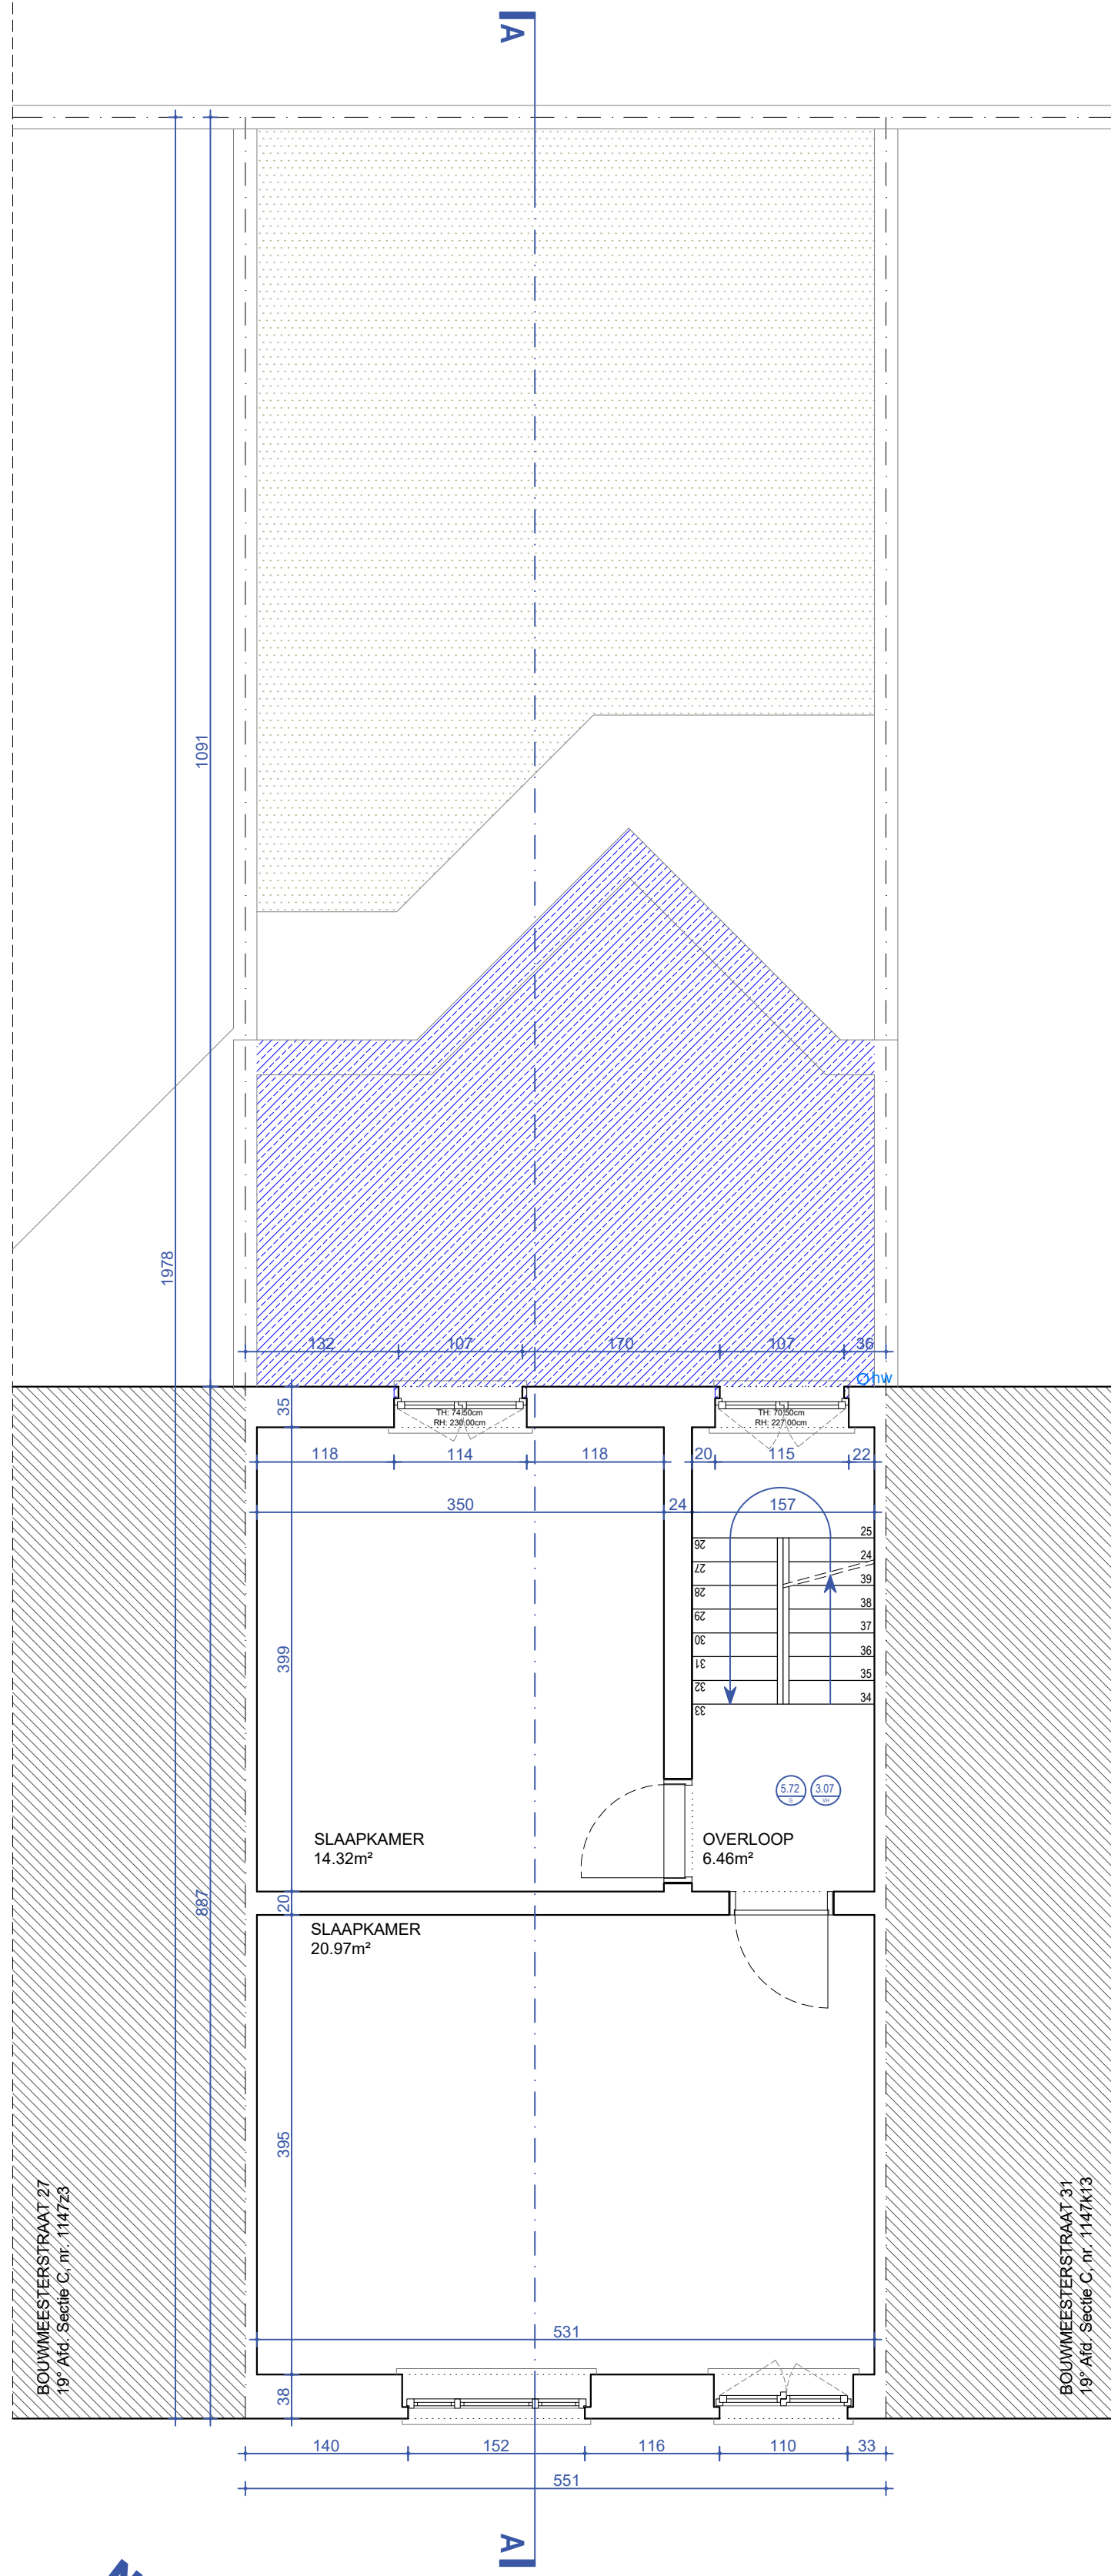 A
1091
1978
132 107 170 107 36
hw
35
TH: 74.50cm
RH: 230.00cm
TH: 70.50cm
RH: 227.00cm
118 114 118 20 115 22
350 24 157
25
26
24
27
39
28
38
29
37
30
36
31
35
32
34
33
399
5.72
G
3.07
VH
SLAAPKAMER
14.32m²
OVERLOOP
6.46m²
20
887
SLAAPKAMER
20.97m²
395
BOUWMEESTERSTRAAT 27
19° Afd. Sectie C, nr. 1147z3
BOUWMEESTERSTRAAT 31
19° Afd. Sectie C, nr. 1147k13
531
38
140 152 116 110 33
551
A
N